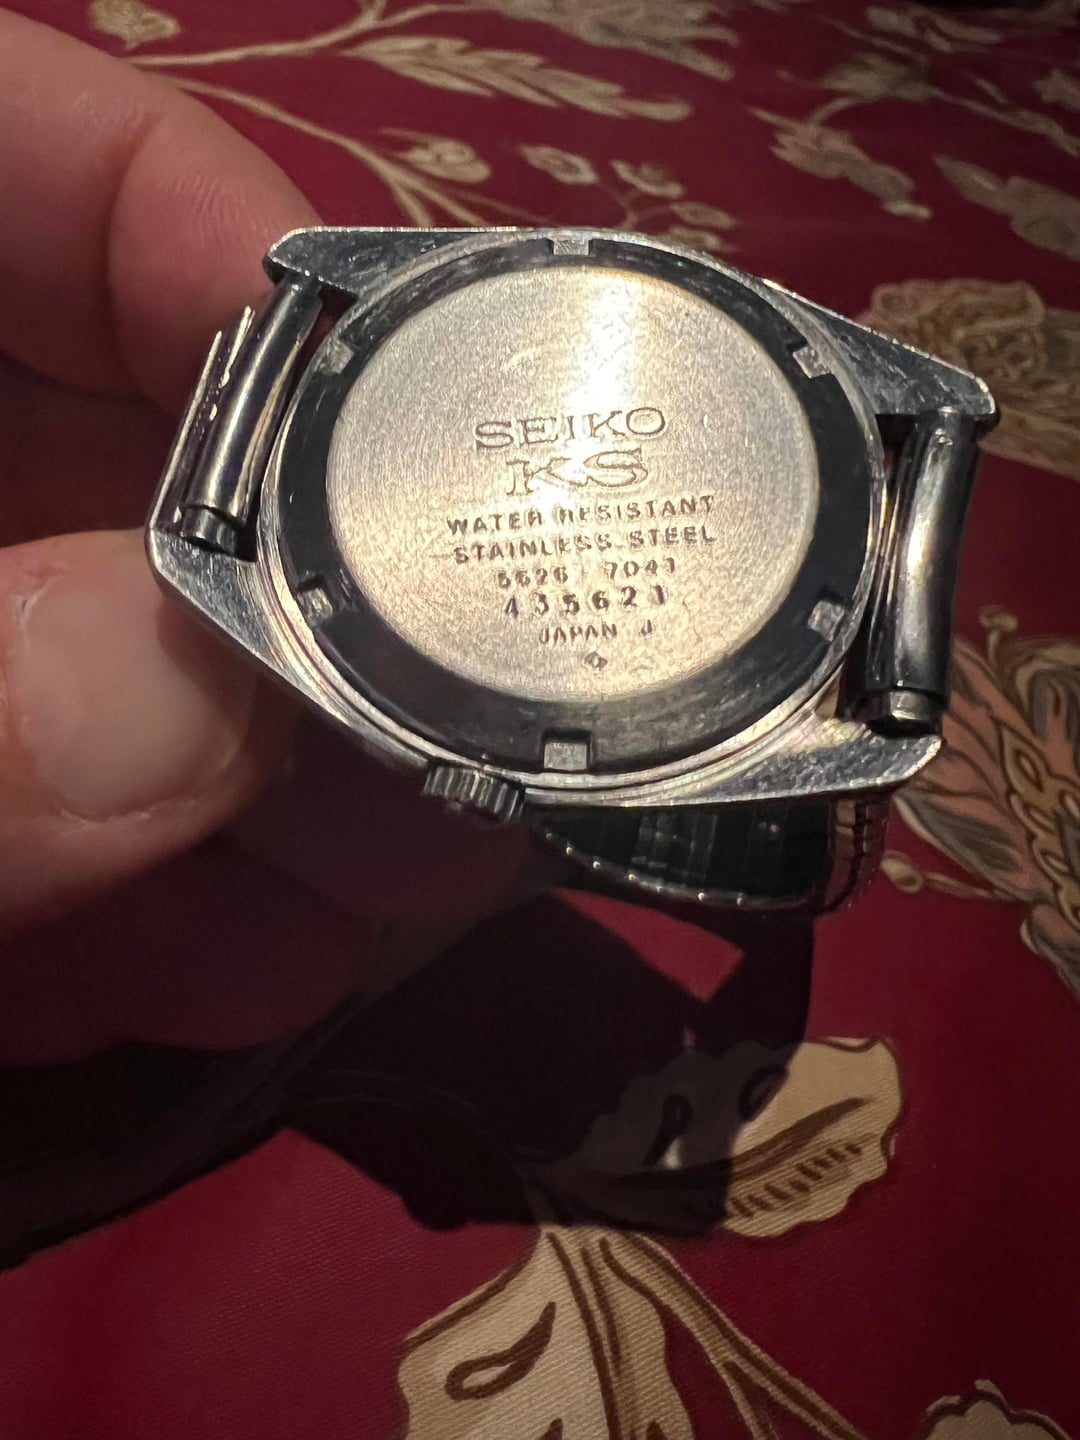 SEIKO
KS
WATER RESISTANT
STAINLESS STEEL
5626-7041
435621
JAPAN J